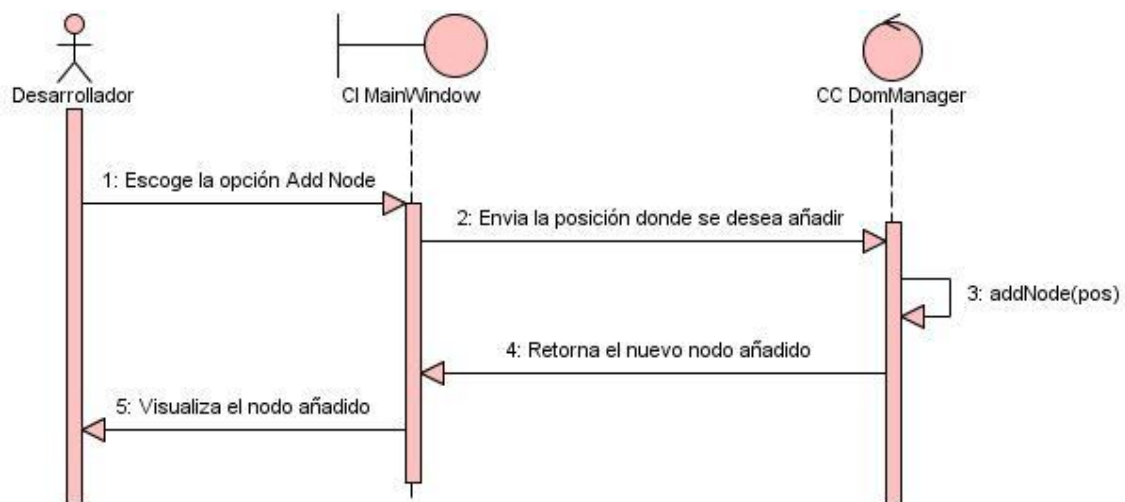 Desarrollador
CI MainWindow
CC DomManager
1: Escoge la opción Add Node
2: Envia la posición donde se desea añadir
3: addNode(pos)
4: Retorna el nuevo nodo añadido
5: Visualiza el nodo añadido